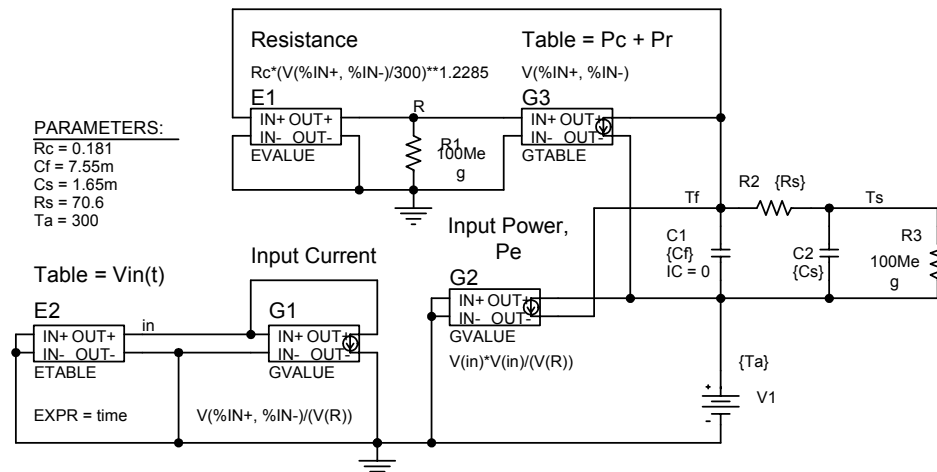 Resistance
Table = Pc + Pr
Rc*(V(%IN+, %IN-)/300)**1.2285
V(%IN+, %IN-)
E1
R
G3
IN+ OUT+
IN- OUT-
EVALUE
R1
100Me
g
IN+ OUT+
IN- OUT-
GTABLE
PARAMETERS:
Rc = 0.181
Cf = 7.55m
Cs = 1.65m
Rs = 70.6
Ta = 300
R2
{Rs}
Tf
Ts
Input Power,
Pe
C1
{Cf}
IC = 0
C2
{Cs}
R3
100Me
g
Table = Vin(t)
Input Current
E2
in
G1
G2
IN+ OUT+
IN- OUT-
ETABLE
IN+ OUT+
IN- OUT-
GVALUE
IN+ OUT+
IN- OUT-
GVALUE
V(in)*V(in)/(V(R))
{Ta}
+
-
V1
EXPR = time
V(%IN+, %IN-)/(V(R))